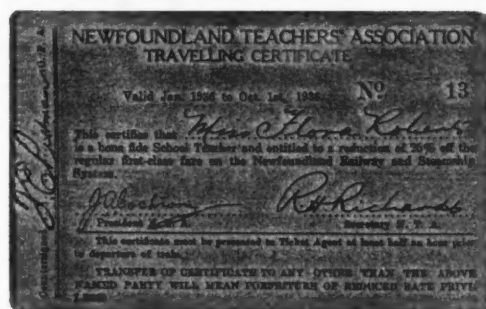 NEWFOUNDLAND TEACHERS' ASSOCIATION
TRAVELLING CERTIFICATE
Valid Jan. 1936 to Oct. 1st, 1936. No 13
This certifies that Miss Flora Roberts
is a bona fide School Teacher and entitled to a reduction of off the
regular first-class fare on the Newfoundland Railway and Steamship
System.
R H Richards
President Secretary N. T. A.
This certificate must be presented to Ticket Agent at least half an hour prior
to departure of train.
TRANSFER OF CERTIFICATE TO ANY OTHER THAN THE ABOVE
NAMED PARTY WILL MEAN FORFEITURE OF REDUCED RATE PRIVI-
LEGES